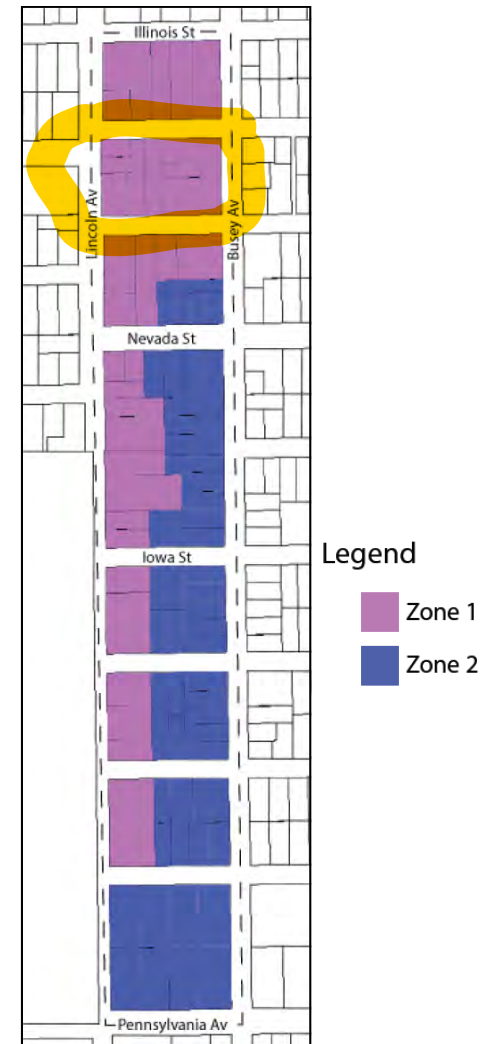 Illinois St
Lincoln Av
Busey Av
Nevada St
Iowa St
Legend
Zone 1
Zone 2
Pennsylvania Av